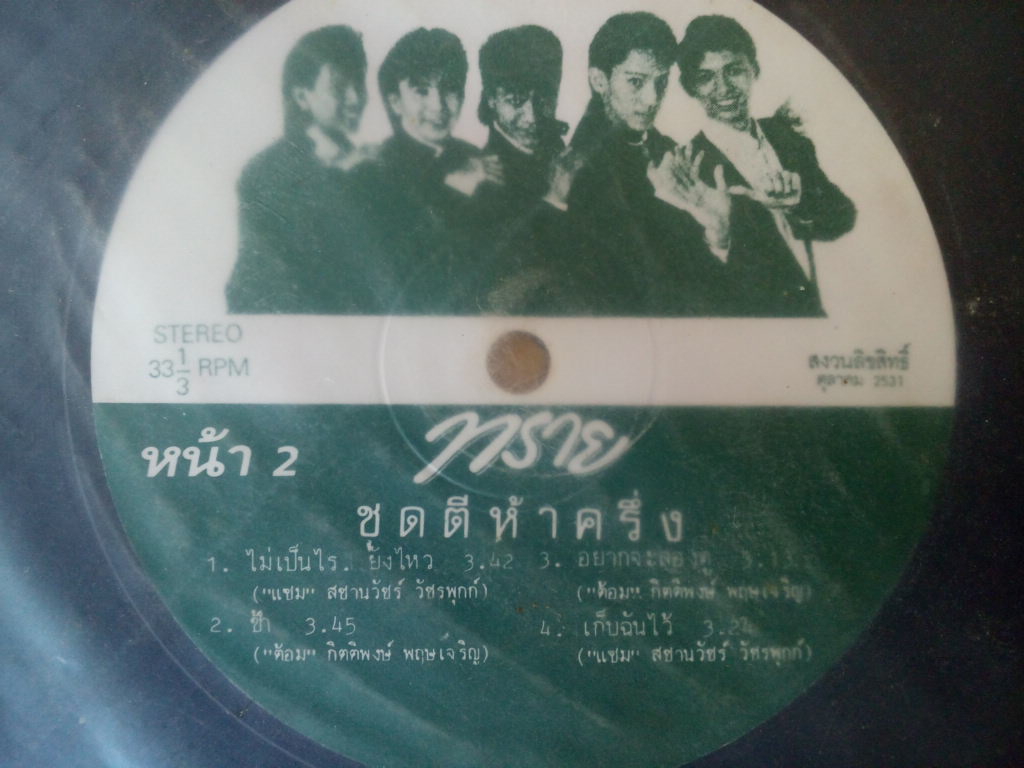 STEREO
33 1/3 RPM
สงวนลิขสิทธิ์
ตุลาคม 2531
ทราย
หน้า 2
ชุดตีห้าครึ่ง
1. ไม่เป็นไร. ยังไหว 3.42
("แซม" สชานวัชร์ วัชรพุกก์)
2. ช้ำ 3.45
("ต้อม" กิตติพงษ์ พฤษเจริญ)
3. อยากจะลองดู
("ต้อม" กิตติพงษ์ พฤษเจริญ)
4. เก็บฉันไว้
("แซม" สชานวัชร์ วัชรพุกก์)